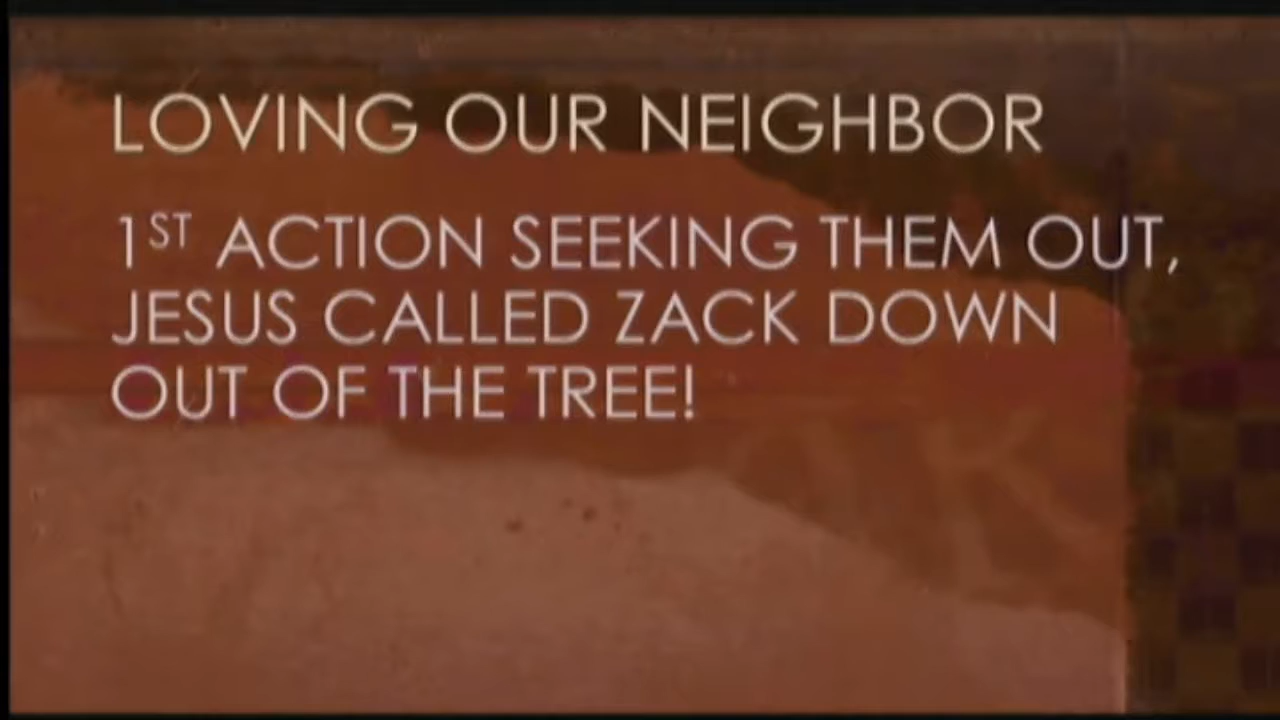 LOVING OUR NEIGHBOR
1ST ACTION SEEKING THEM OUT,
JESUS CALLED ZACK DOWN
OUT OF THE TREE!